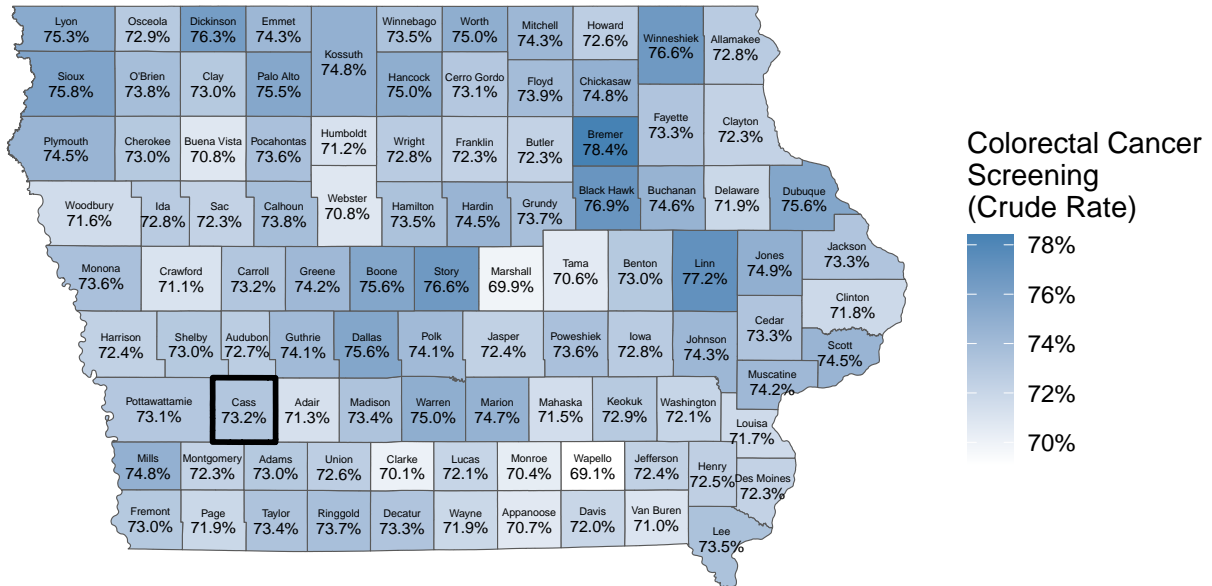 Lyon
75.3%
Osceola
72.9%
Dickinson
76.3%
Emmet
74.3%
Kossuth
74.8%
Winnebago
73.5%
Worth
75.0%
Mitchell
74.3%
Howard
72.6%
Winneshiek
76.6%
Allamakee
72.8%
Sioux
75.8%
O'Brien
73.8%
Clay
73.0%
Palo Alto
75.5%
Hancock
75.0%
Cerro Gordo
73.1%
Floyd
73.9%
Chickasaw
74.8%
Fayette
73.3%
Clayton
72.3%
Plymouth
74.5%
Cherokee
73.0%
Buena Vista
70.8%
Pocahontas
73.6%
Humboldt
71.2%
Wright
72.8%
Franklin
72.3%
Butler
72.3%
Bremer
78.4%
Woodbury
71.6%
Ida
72.8%
Sac
72.3%
Calhoun
73.8%
Webster
70.8%
Hamilton
73.5%
Hardin
74.5%
Grundy
73.7%
Black Hawk
76.9%
Buchanan
74.6%
Delaware
71.9%
Dubuque
75.6%
Monona
73.6%
Crawford
71.1%
Carroll
73.2%
Greene
74.2%
Boone
75.6%
Story
76.6%
Marshall
69.9%
Tama
70.6%
Benton
73.0%
Linn
77.2%
Jones
74.9%
Jackson
73.3%
Clinton
71.8%
Harrison
72.4%
Shelby
73.0%
Audubon
72.7%
Guthrie
74.1%
Dallas
75.6%
Polk
74.1%
Jasper
72.4%
Poweshiek
73.6%
Iowa
72.8%
Johnson
74.3%
Cedar
73.3%
Scott
74.5%
Muscatine
74.2%
Pottawattamie
73.1%
Cass
73.2%
Adair
71.3%
Madison
73.4%
Warren
75.0%
Marion
74.7%
Mahaska
71.5%
Keokuk
72.9%
Washington
72.1%
Louisa
71.7%
Mills
74.8%
Montgomery
72.3%
Adams
73.0%
Union
72.6%
Clarke
70.1%
Lucas
72.1%
Monroe
70.4%
Wapello
69.1%
Jefferson
72.4%
Henry
72.5%
Des Moines
72.3%
Fremont
73.0%
Page
71.9%
Taylor
73.4%
Ringgold
73.7%
Decatur
73.3%
Wayne
71.9%
Appanoose
70.7%
Davis
72.0%
Van Buren
71.0%
Lee
73.5%
Colorectal Cancer
Screening
(Crude Rate)
78%
76%
74%
72%
70%